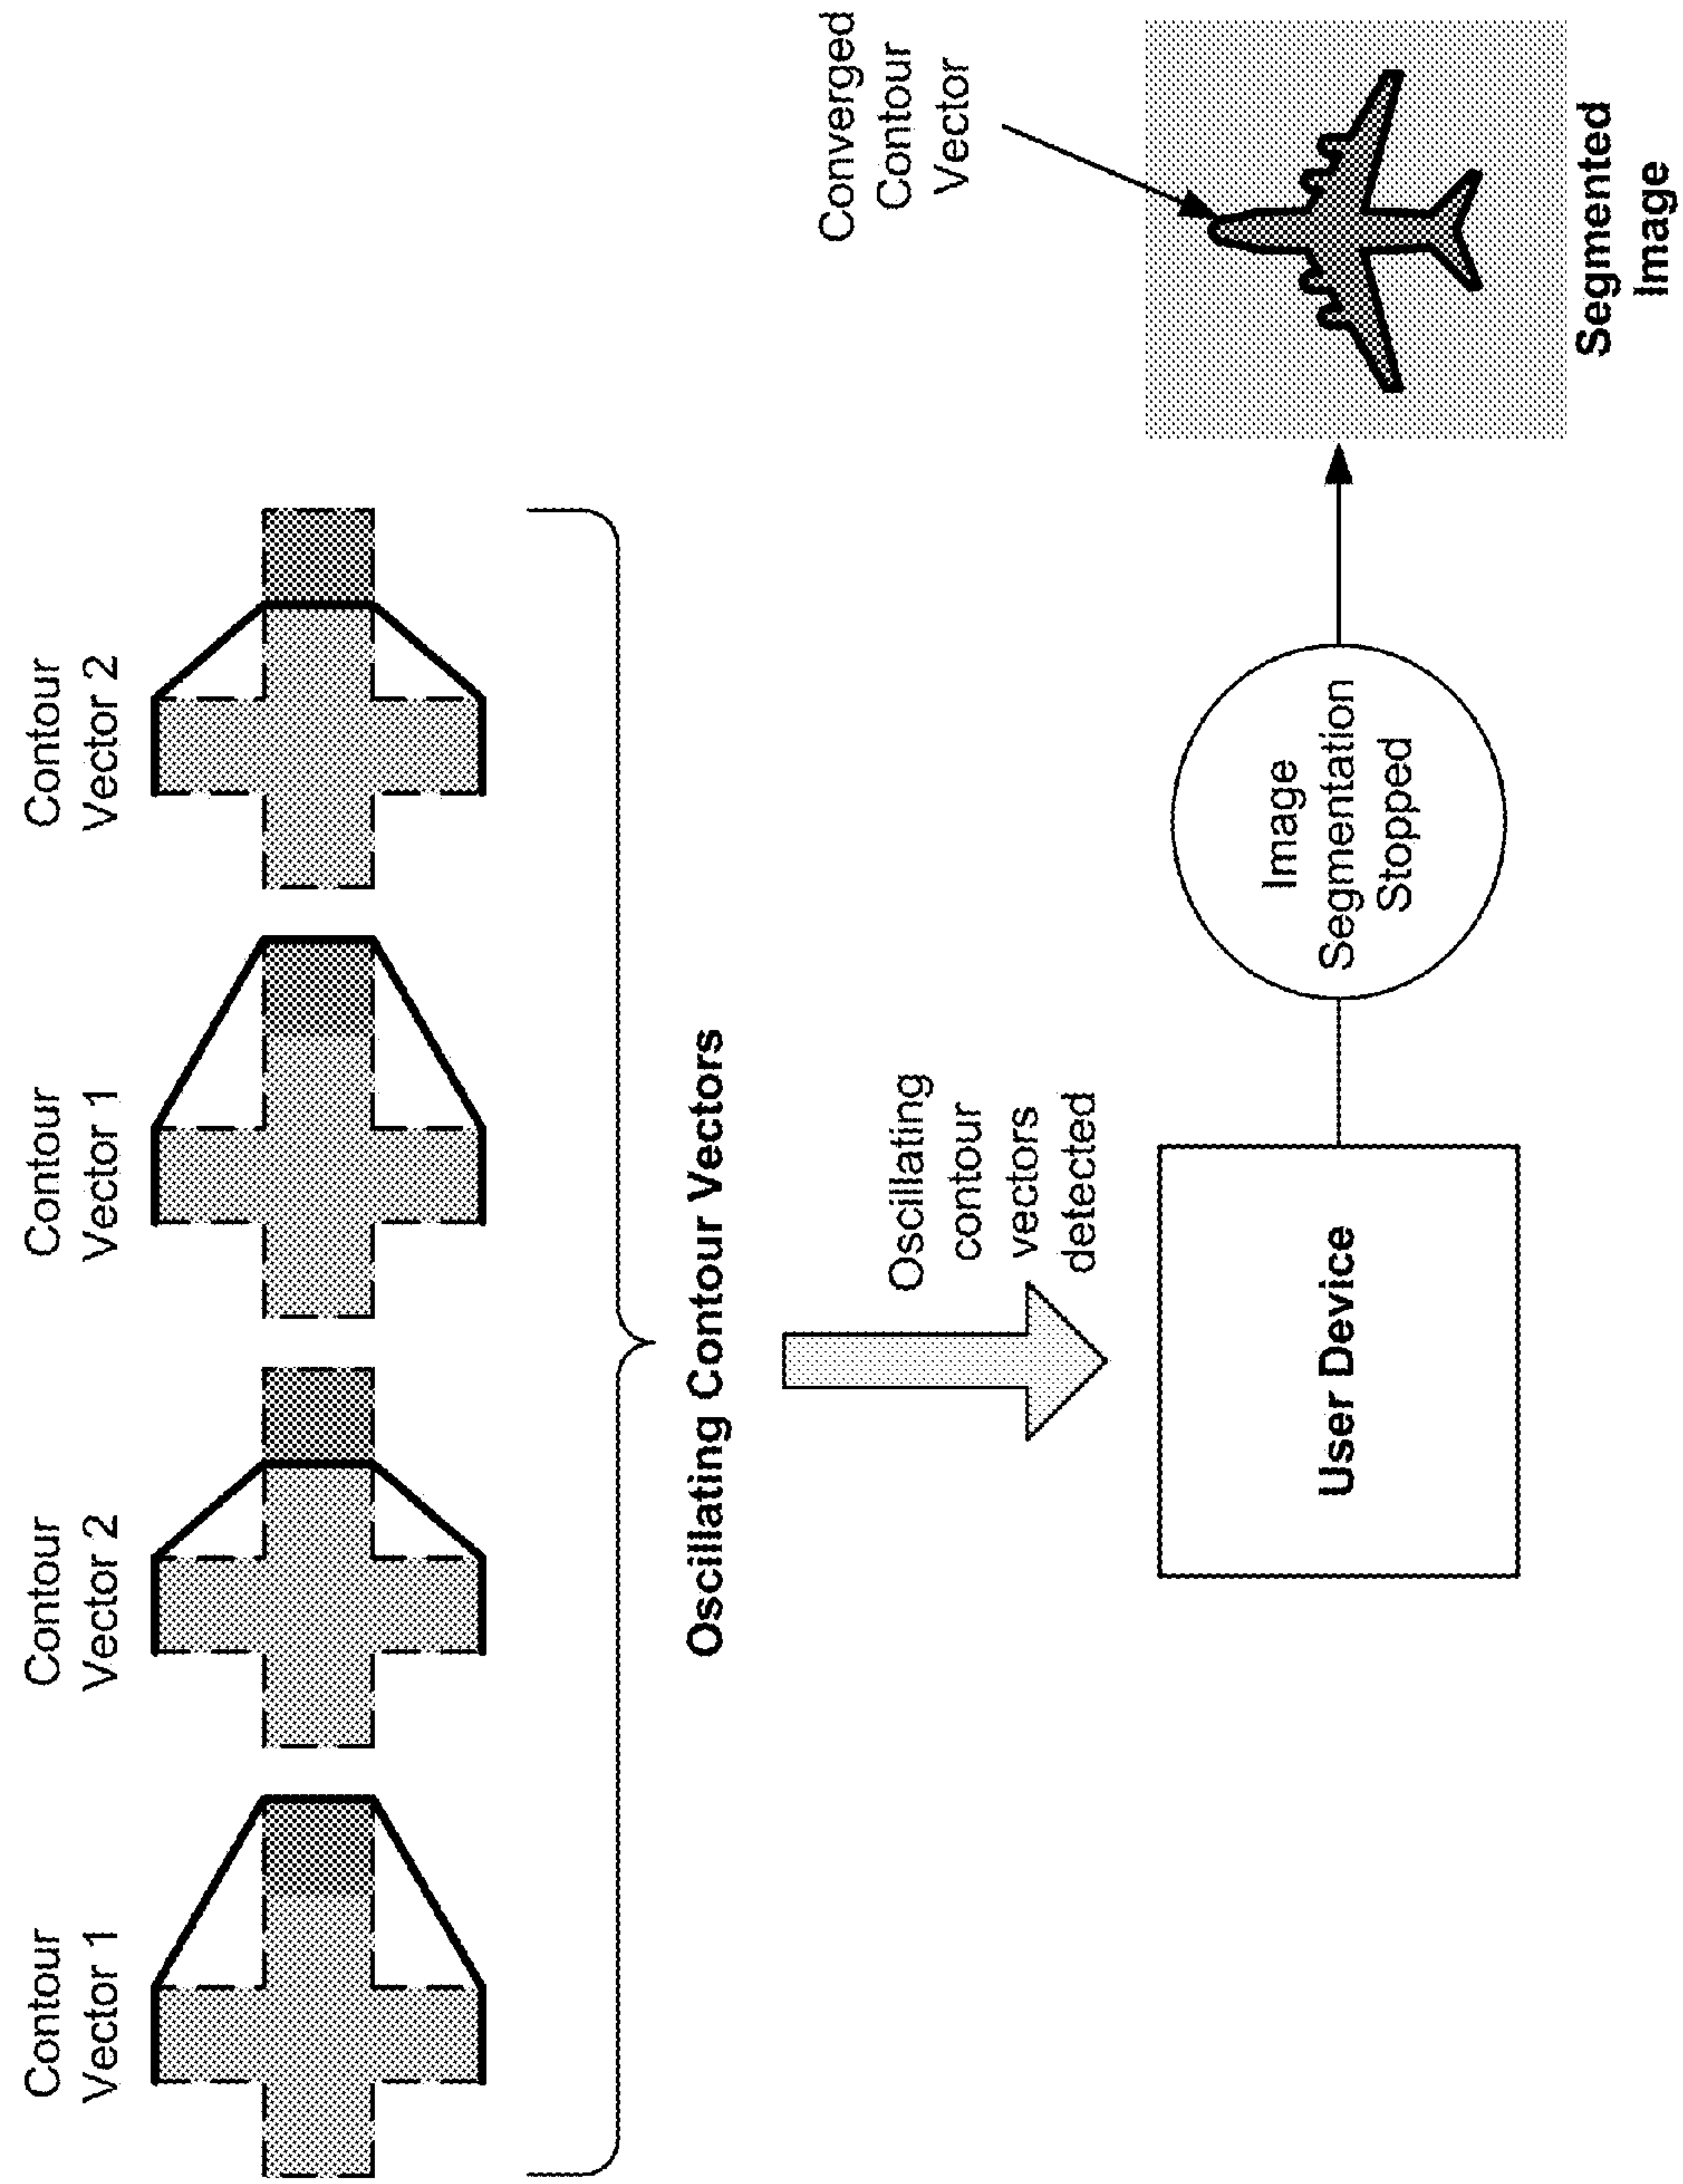 Contour
Vector 1
Contour
Vector 2
Contour
Vector 1
Contour
Vector 2
Oscillating Contour Vectors
Oscillating
contour
vectors
detected
User Device
Image
Segmentation
Stopped
Converged
Contour
Vector
Segmented
Image